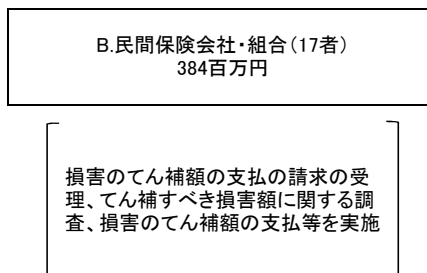 B.民間保険会社・組合（17者）
384百万円
損害のてん補額の支払の請求の受
理、てん補すべき損害額に関する調
査、損害のてん補額の支払等を実施